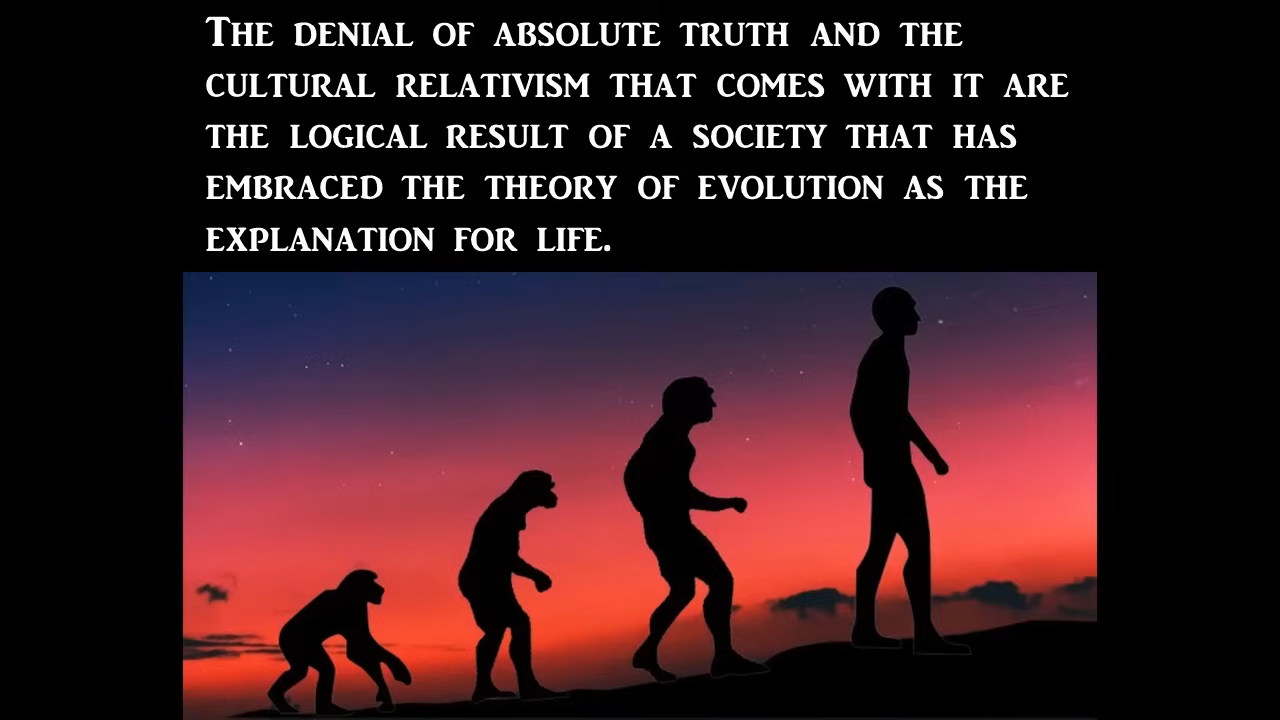 The denial of absolute truth and the
cultural relativism that comes with it are
the logical result of a society that has
embraced the theory of evolution as the
explanation for life.